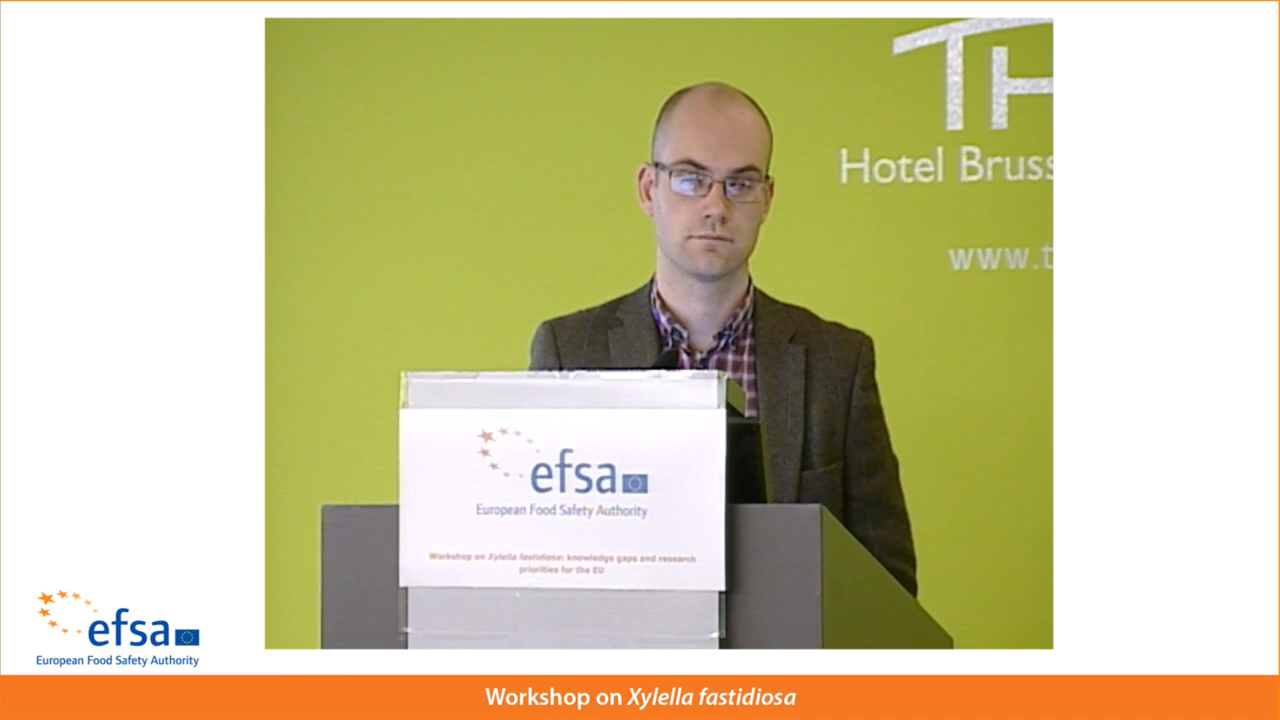 TH
Hotel Bruss
www.t
efsa
European Food Safety Authority
Workshop on Xylella fastidiosa: knowledge gaps and research
priorities for the EU
efsa
European Food Safety Authority
Workshop on Xylella fastidiosa